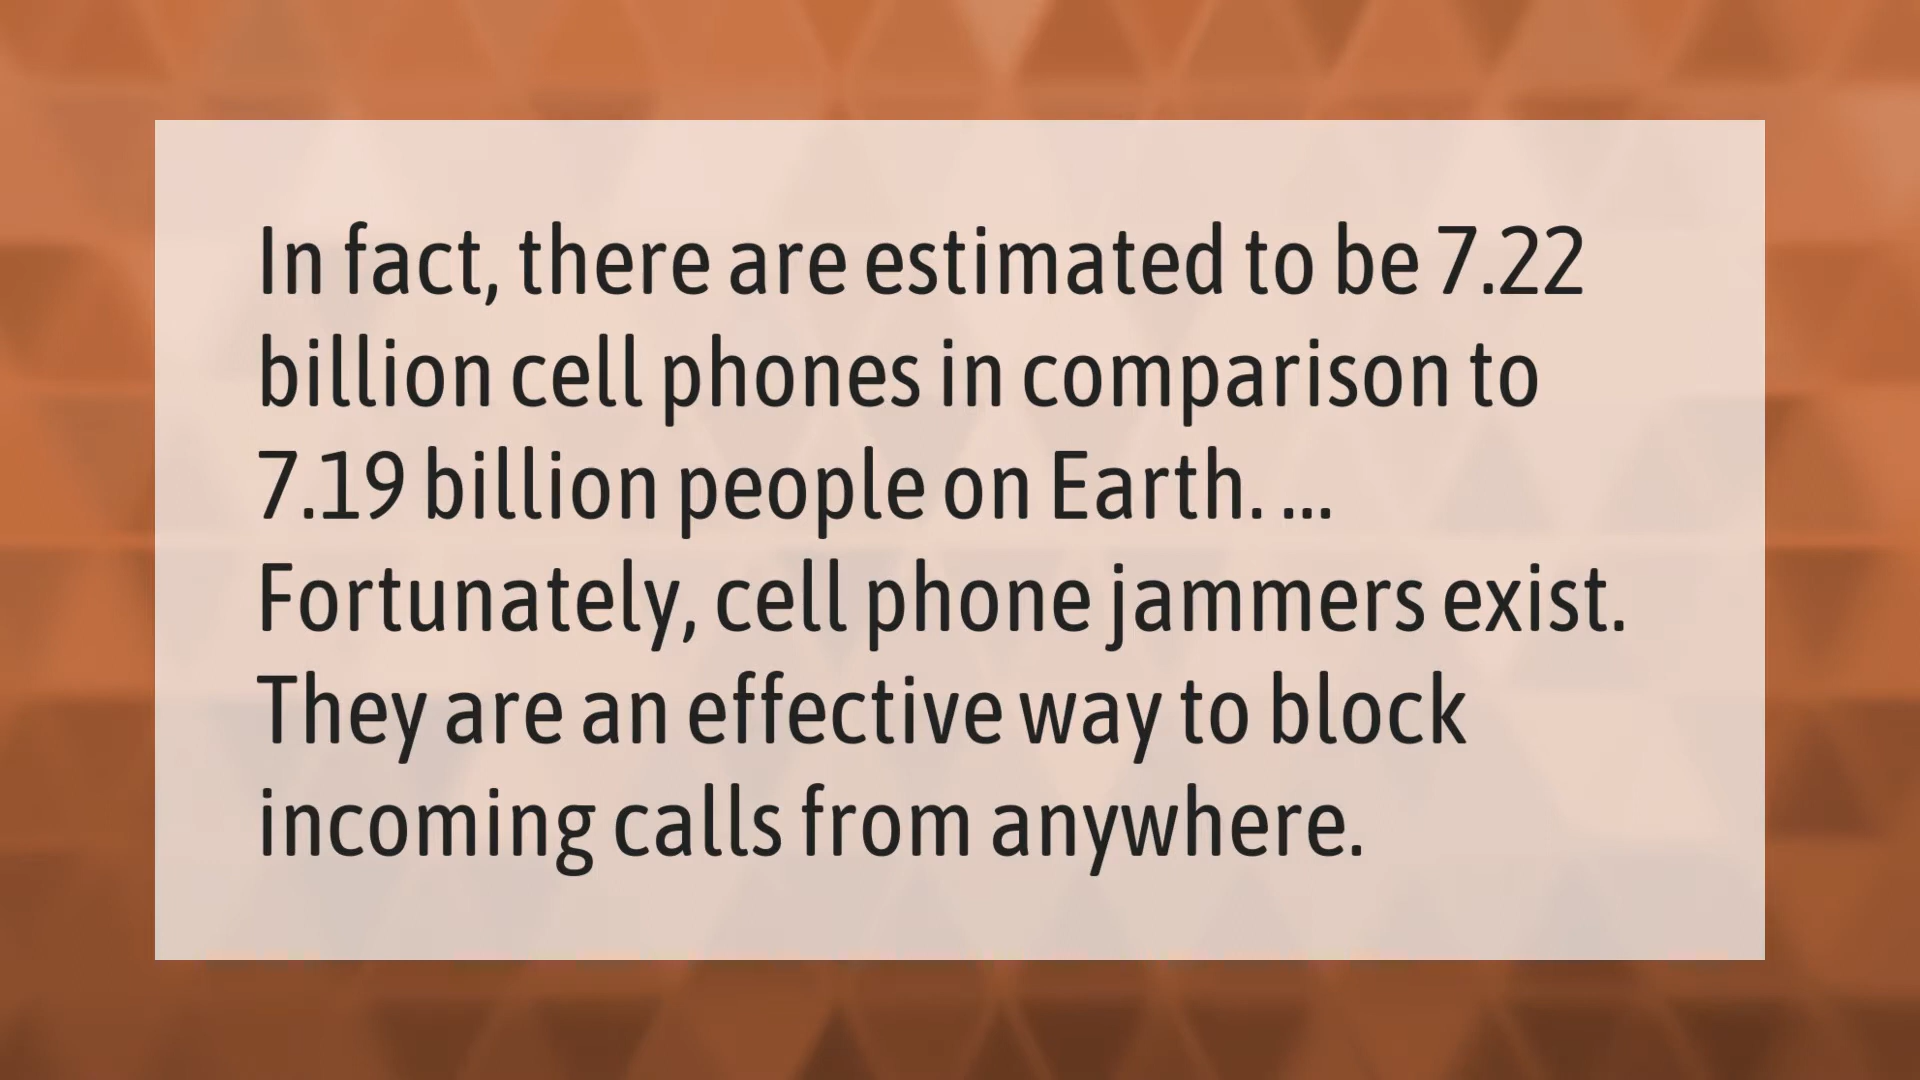 In fact, there are estimated to be 7.22
billion cell phones in comparison to
7.19 billion people on Earth. ...
Fortunately, cell phone jammers exist.
They are an effective way to block
incoming calls from anywhere.